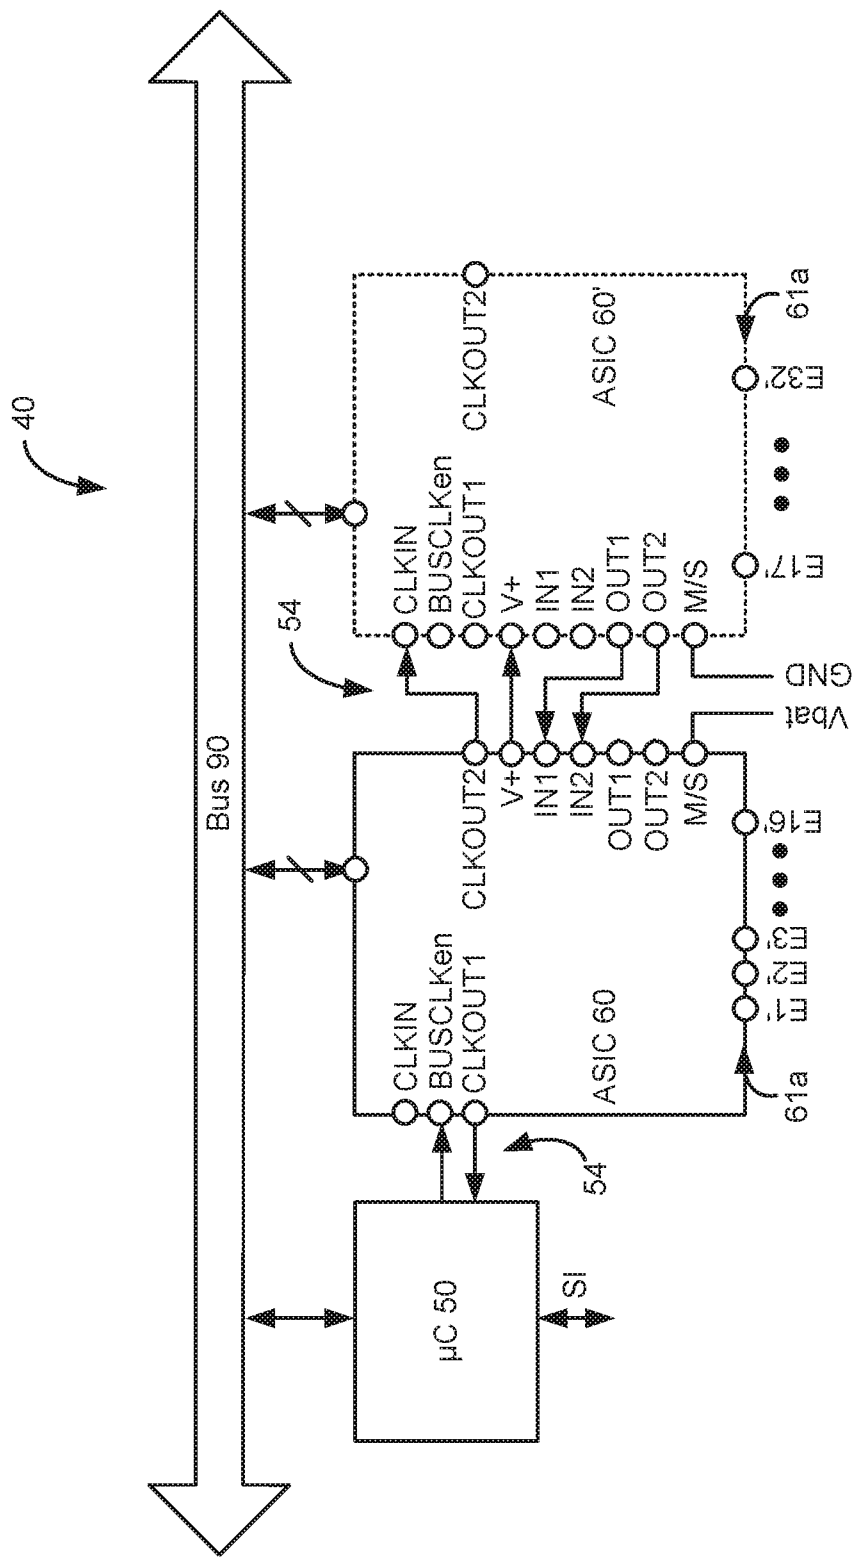 40
Bus 90
54
CLKIN
BUSCLKen
CLKOUT1
CLKOUT2
V+
IN1
IN2
OUT1
OUT2
M/S
ASIC 60'
E17'
E32'
61a
GND
Vbat
CLKIN
BUSCLKen
CLKOUT1
CLKOUT2
V+
IN1
IN2
OUT1
OUT2
M/S
ASIC 60
E1'
E2'
E3'
E16'
61a
54
µC 50
SI